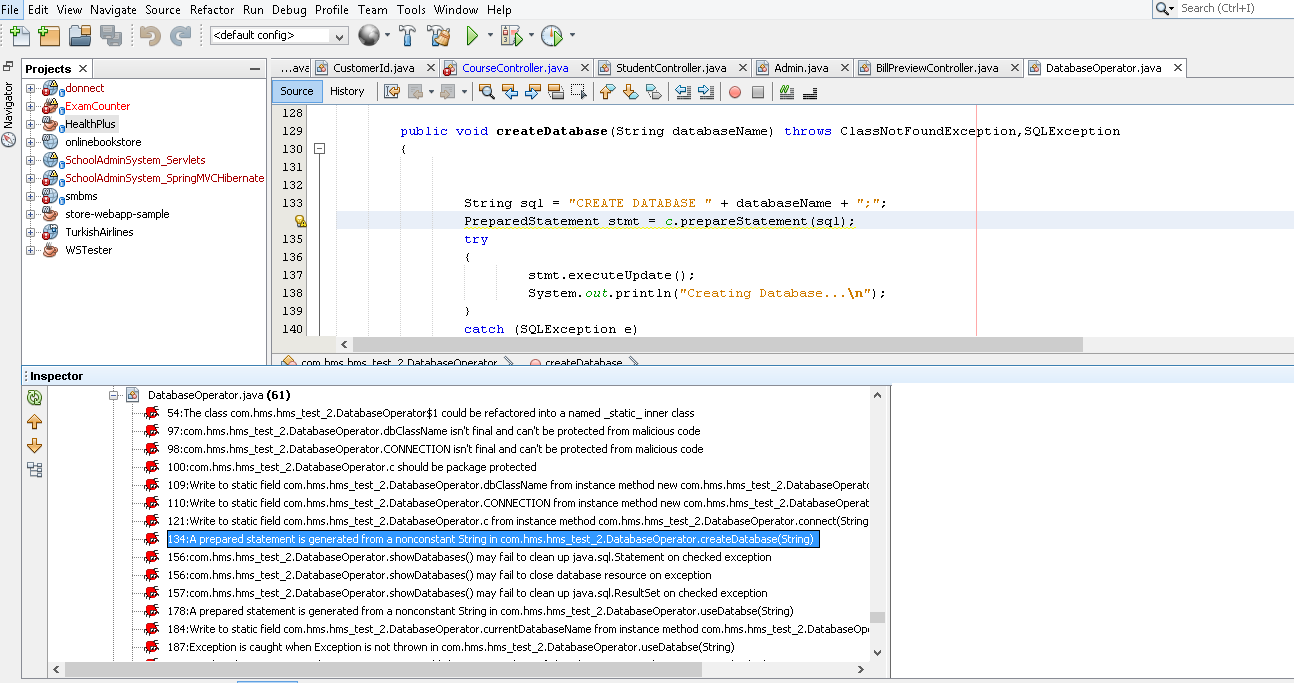 File Edit View Navigate Source Refactor Run Debug Profile Team Tools Window Help
Search (Ctrl+I)
<default config>
Projects
...ava CustomerId.java CourseController.java StudentController.java Admin.java BillPreviewController.java DatabaseOperator.java
Source History
Navigator
donnect
ExamCounter
HealthPlus
onlinebookstore
SchoolAdminSystem_Servlets
SchoolAdminSystem_SpringMVCHibernate
smbms
store-webapp-sample
TurkishAirlines
WSTester
128
129 public void createDatabase(String databaseName) throws ClassNotFoundException,SQLException
130 {
131
132
133 String sql = "CREATE DATABASE " + databaseName + ";";
PreparedStatement stmt = c.prepareStatement(sql);
135 try
136 {
137 stmt.executeUpdate();
138 System.out.println("Creating Database...\n");
139 }
140 catch (SQLException e)
com.hms.hms_test_2.DatabaseOperator createDatabase
Inspector
DatabaseOperator.java (61)
54:The class com.hms.hms_test_2.DatabaseOperator$1 could be refactored into a named _static_ inner class
97:com.hms.hms_test_2.DatabaseOperator.dbClassName isn't final and can't be protected from malicious code
98:com.hms.hms_test_2.DatabaseOperator.CONNECTION isn't final and can't be protected from malicious code
100:com.hms.hms_test_2.DatabaseOperator.c should be package protected
109:Write to static field com.hms.hms_test_2.DatabaseOperator.dbClassName from instance method new com.hms.hms_test_2.DatabaseOperato
110:Write to static field com.hms.hms_test_2.DatabaseOperator.CONNECTION from instance method new com.hms.hms_test_2.DatabaseOperat
121:Write to static field com.hms.hms_test_2.DatabaseOperator.c from instance method com.hms.hms_test_2.DatabaseOperator.connect(String
134:A prepared statement is generated from a nonconstant String in com.hms.hms_test_2.DatabaseOperator.createDatabase(String)
156:com.hms.hms_test_2.DatabaseOperator.showDatabases() may fail to clean up java.sql.Statement on checked exception
156:com.hms.hms_test_2.DatabaseOperator.showDatabases() may fail to close database resource on exception
157:com.hms.hms_test_2.DatabaseOperator.showDatabases() may fail to clean up java.sql.ResultSet on checked exception
178:A prepared statement is generated from a nonconstant String in com.hms.hms_test_2.DatabaseOperator.useDatabse(String)
184:Write to static field com.hms.hms_test_2.DatabaseOperator.currentDatabaseName from instance method com.hms.hms_test_2.DatabaseOp
187:Exception is caught when Exception is not thrown in com.hms.hms_test_2.DatabaseOperator.useDatabse(String)